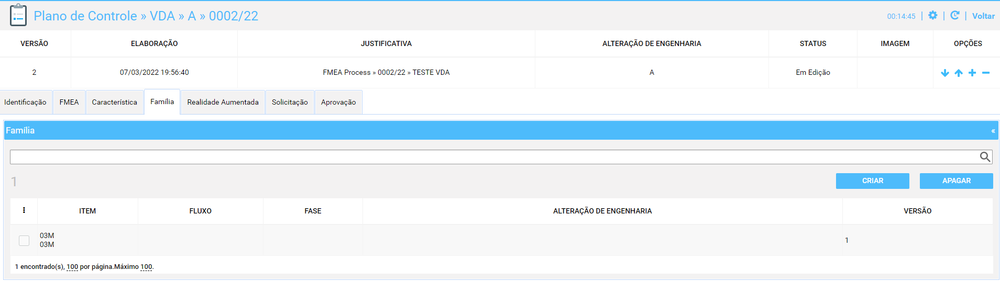 Plano de Controle » VDA » A » 0002/22
00:14:45 | | | Voltar
VERSÃO ELABORAÇÃO JUSTIFICATIVA ALTERAÇÃO DE ENGENHARIA STATUS IMAGEM OPÇÕES
2 07/03/2022 19:56:40 FMEA Process » 0002/22 » TESTE VDA A Em Edição
Identificação FMEA Característica Família Realidade Aumentada Solicitação Aprovação
Família «
1 CRIAR APAGAR
ITEM FLUXO FASE ALTERAÇÃO DE ENGENHARIA VERSÃO
03M
03M
1
1 encontrado(s), 100 por página.Máximo 100.